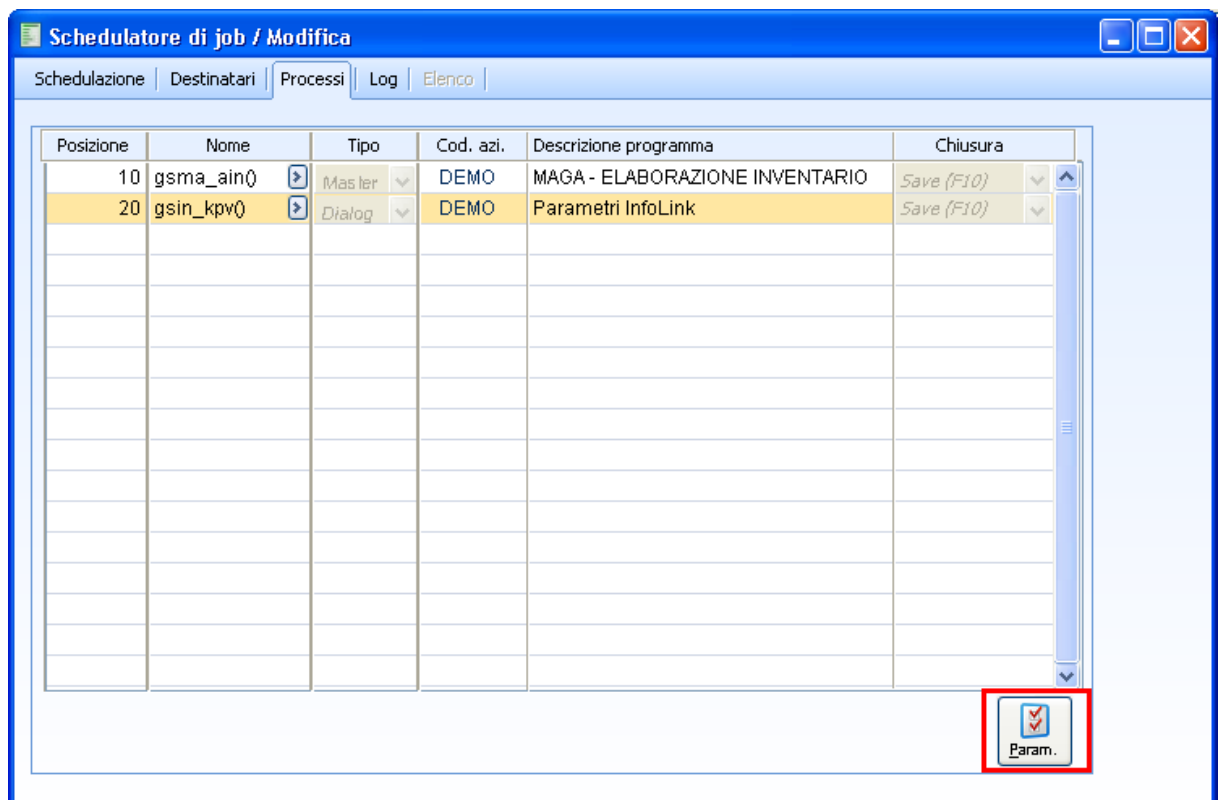 Schedulatore di job / Modifica
Schedulazione Destinatari Processi Log Elenco
Posizione Nome Tipo Cod. azi. Descrizione programma Chiusura
10 gsma_ain() Master DEMO MAGA - ELABORAZIONE INVENTARIO Save (F10)
20 gsin_kpv() Dialog DEMO Parametri InfoLink Save (F10)
Param.